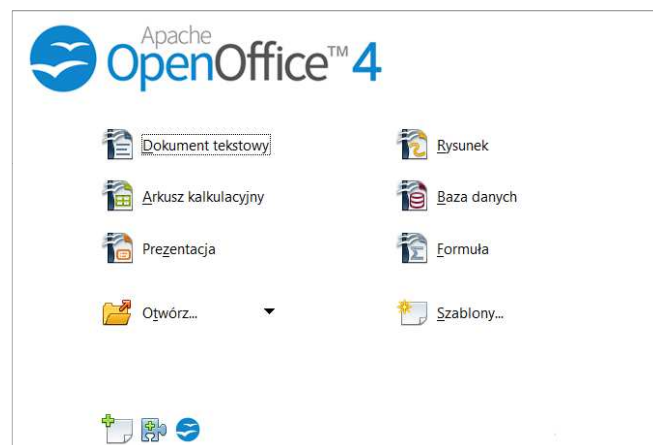 Apache
OpenOffice™ 4
Dokument tekstowy
Rysunek
Arkusz kalkulacyjny
Baza danych
Prezentacja
Formuła
Otwórz...
Szablony...